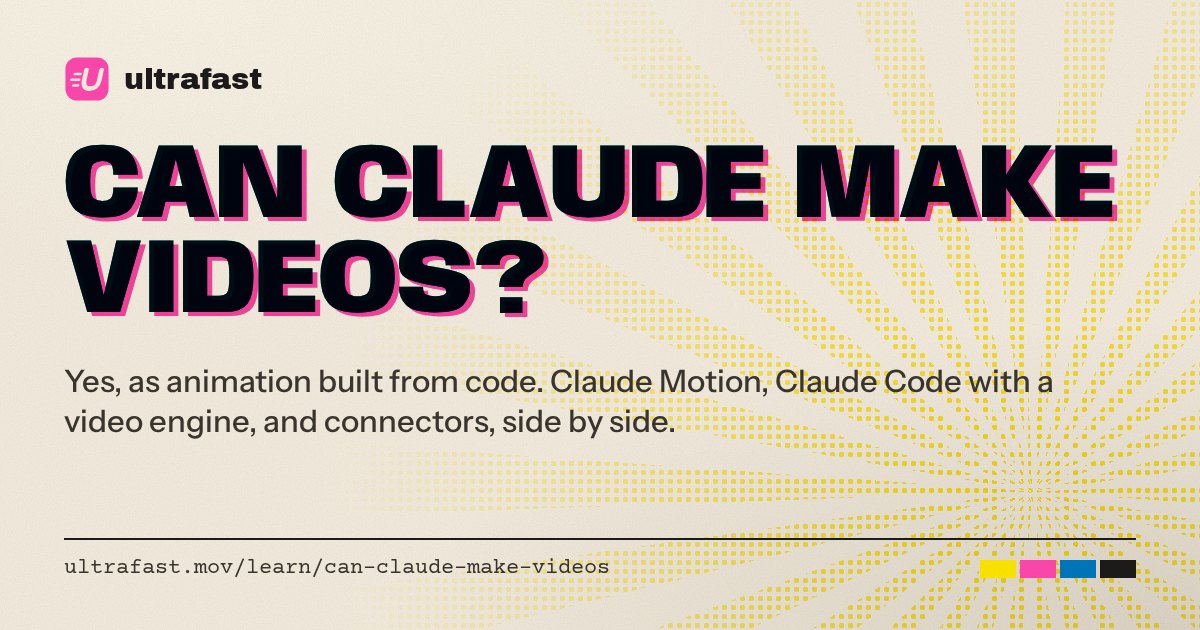 U
ultrafast
CAN CLAUDE MAKE
VIDEOS?
Yes, as animation built from code. Claude Motion, Claude Code with a
video engine, and connectors, side by side.
ultrafast.mov/learn/can-claude-make-videos